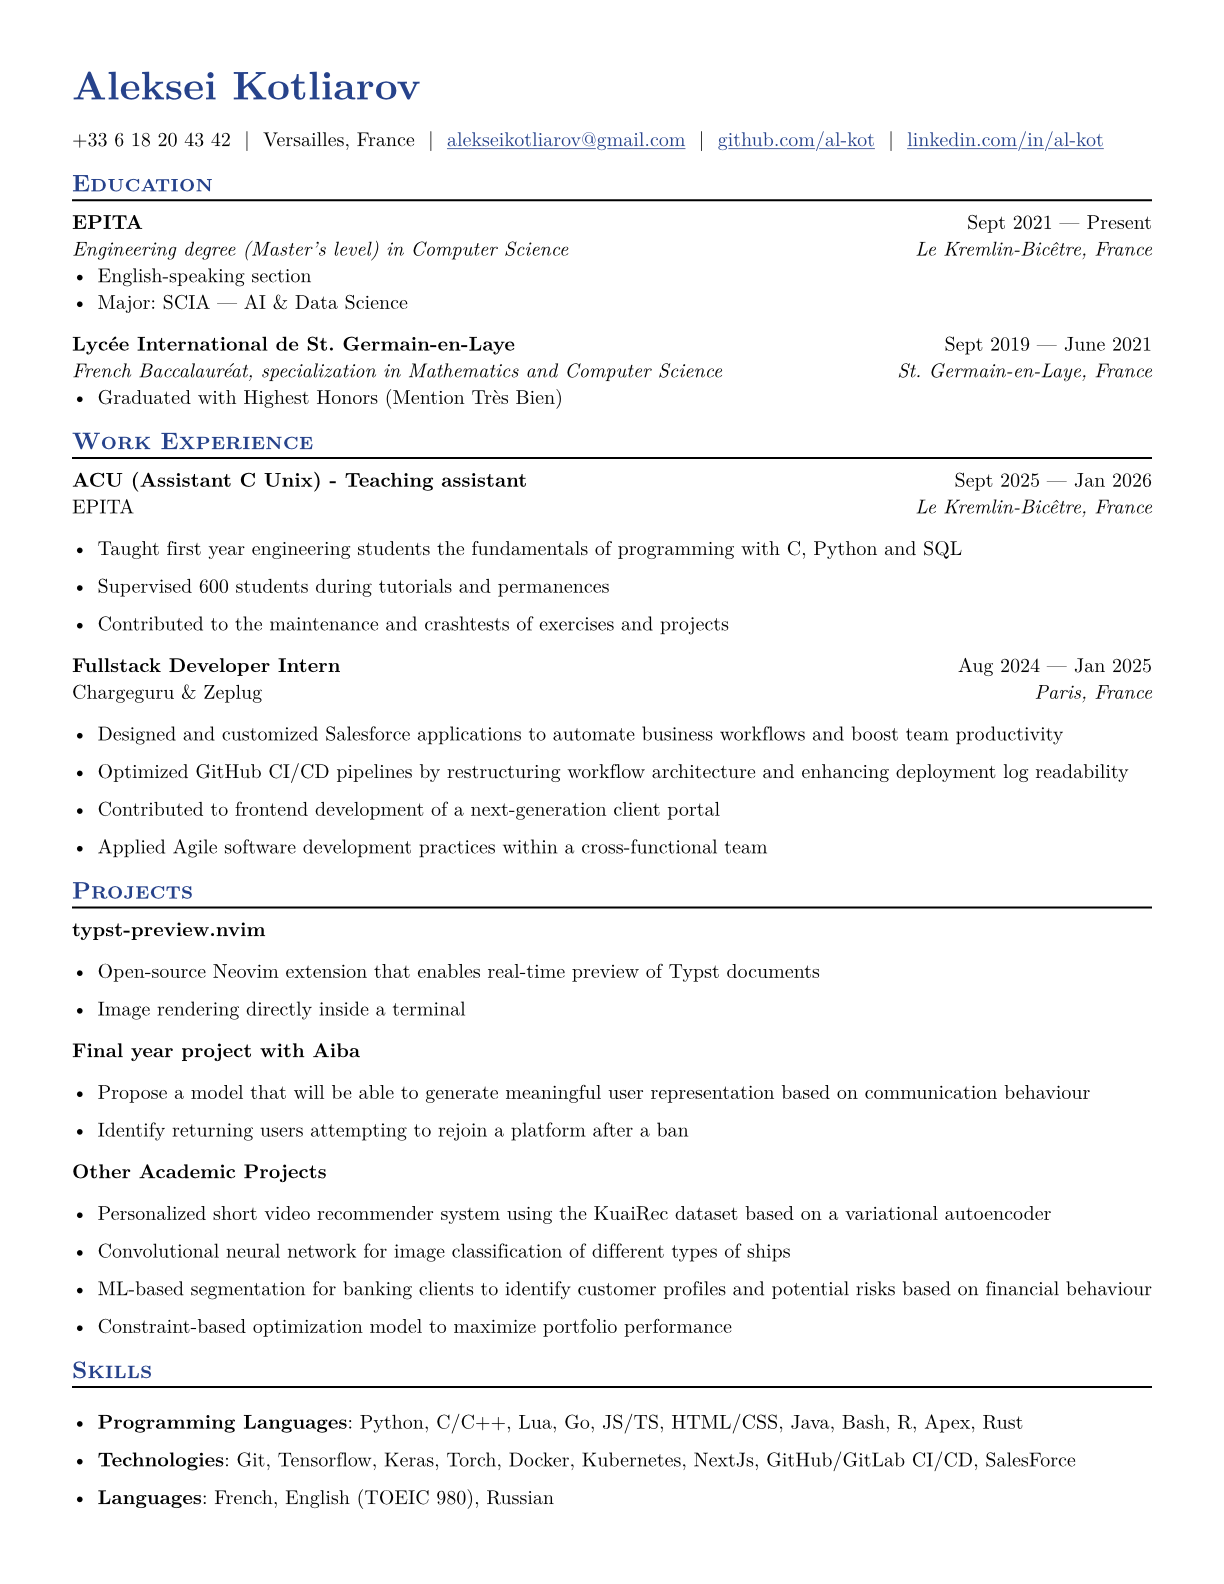 Aleksei Kotliarov
+33 6 18 20 43 42 | Versailles, France | alekseikotliarov@gmail.com | github.com/al-kot | linkedin.com/in/al-kot
Education
EPITA Sept 2021 — Present
Engineering degree (Master's level) in Computer Science Le Kremlin-Bicêtre, France
• English-speaking section
• Major: SCIA — AI & Data Science
Lycée International de St. Germain-en-Laye Sept 2019 — June 2021
French Baccalauréat, specialization in Mathematics and Computer Science St. Germain-en-Laye, France
• Graduated with Highest Honors (Mention Très Bien)
Work Experience
ACU (Assistant C Unix) - Teaching assistant Sept 2025 — Jan 2026
EPITA Le Kremlin-Bicêtre, France
• Taught first year engineering students the fundamentals of programming with C, Python and SQL
• Supervised 600 students during tutorials and permanences
• Contributed to the maintenance and crashtests of exercises and projects
Fullstack Developer Intern Aug 2024 — Jan 2025
Chargeguru & Zeplug Paris, France
• Designed and customized Salesforce applications to automate business workflows and boost team productivity
• Optimized GitHub CI/CD pipelines by restructuring workflow architecture and enhancing deployment log readability
• Contributed to frontend development of a next-generation client portal
• Applied Agile software development practices within a cross-functional team
Projects
typst-preview.nvim
• Open-source Neovim extension that enables real-time preview of Typst documents
• Image rendering directly inside a terminal
Final year project with Aiba
• Propose a model that will be able to generate meaningful user representation based on communication behaviour
• Identify returning users attempting to rejoin a platform after a ban
Other Academic Projects
• Personalized short video recommender system using the KuaiRec dataset based on a variational autoencoder
• Convolutional neural network for image classification of different types of ships
• ML-based segmentation for banking clients to identify customer profiles and potential risks based on financial behaviour
• Constraint-based optimization model to maximize portfolio performance
Skills
• Programming Languages: Python, C/C++, Lua, Go, JS/TS, HTML/CSS, Java, Bash, R, Apex, Rust
• Technologies: Git, Tensorflow, Keras, Torch, Docker, Kubernetes, NextJs, GitHub/GitLab CI/CD, SalesForce
• Languages: French, English (TOEIC 980), Russian